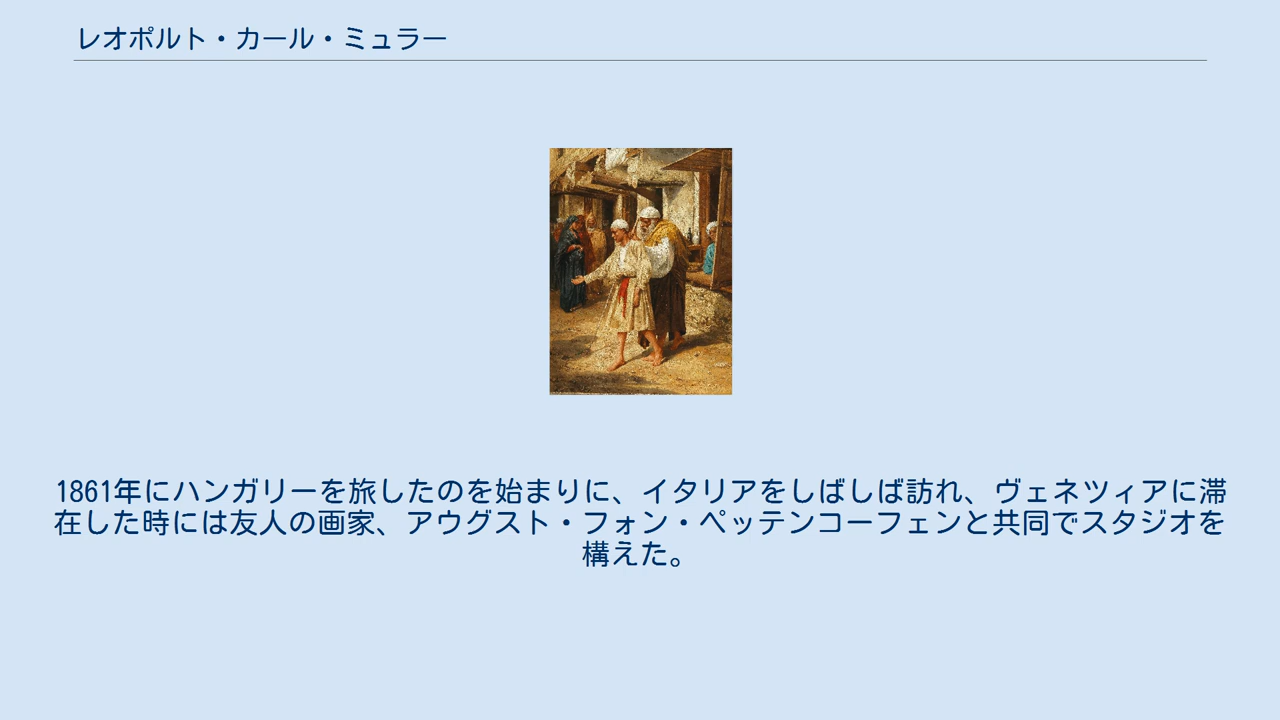 レオポルト・カール・ミュラー
1861年にハンガリーを旅したのを始まりに、イタリアをしばしば訪れ、ヴェネツィアに滞
在した時には友人の画家、アウグスト・フォン・ペッテンコーフェンと共同でスタジオを
構えた。